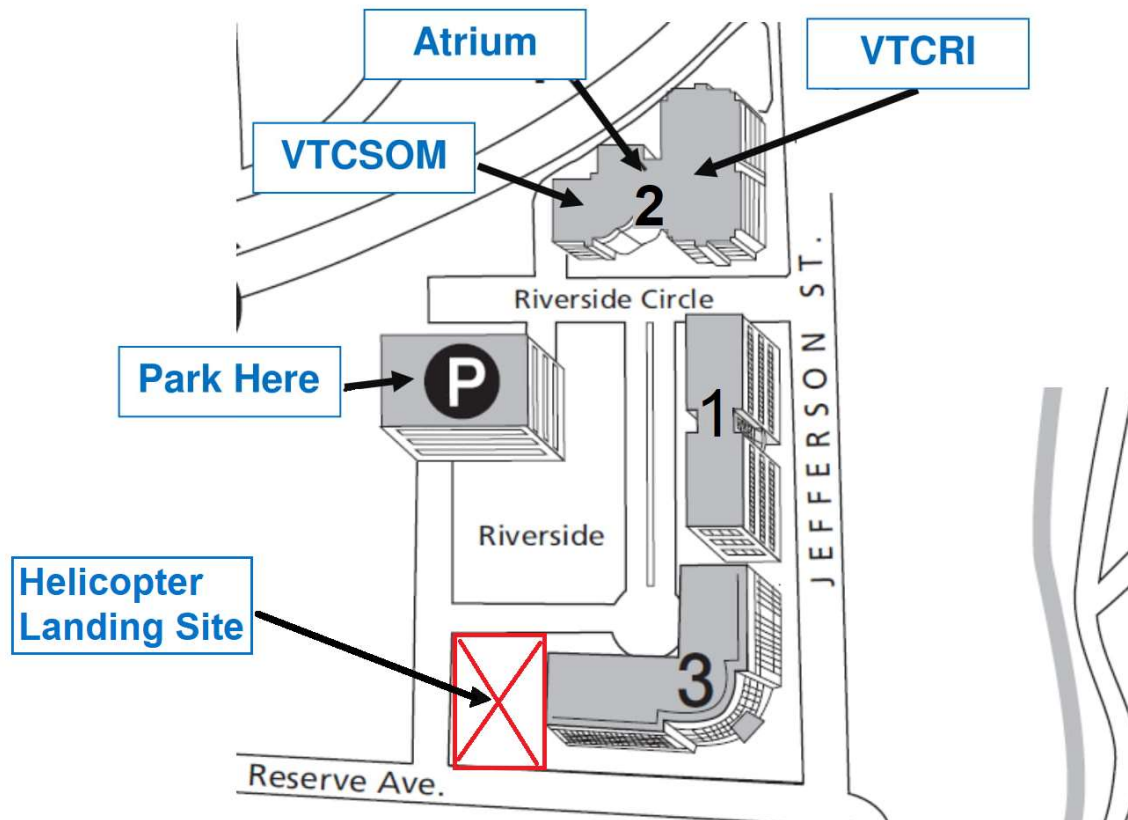 Atrium
VTCRI
VTCSOM
2
Riverside Circle
JEFFERSON ST.
Park Here
P
1
Riverside
Helicopter
Landing Site
3
Reserve Ave.